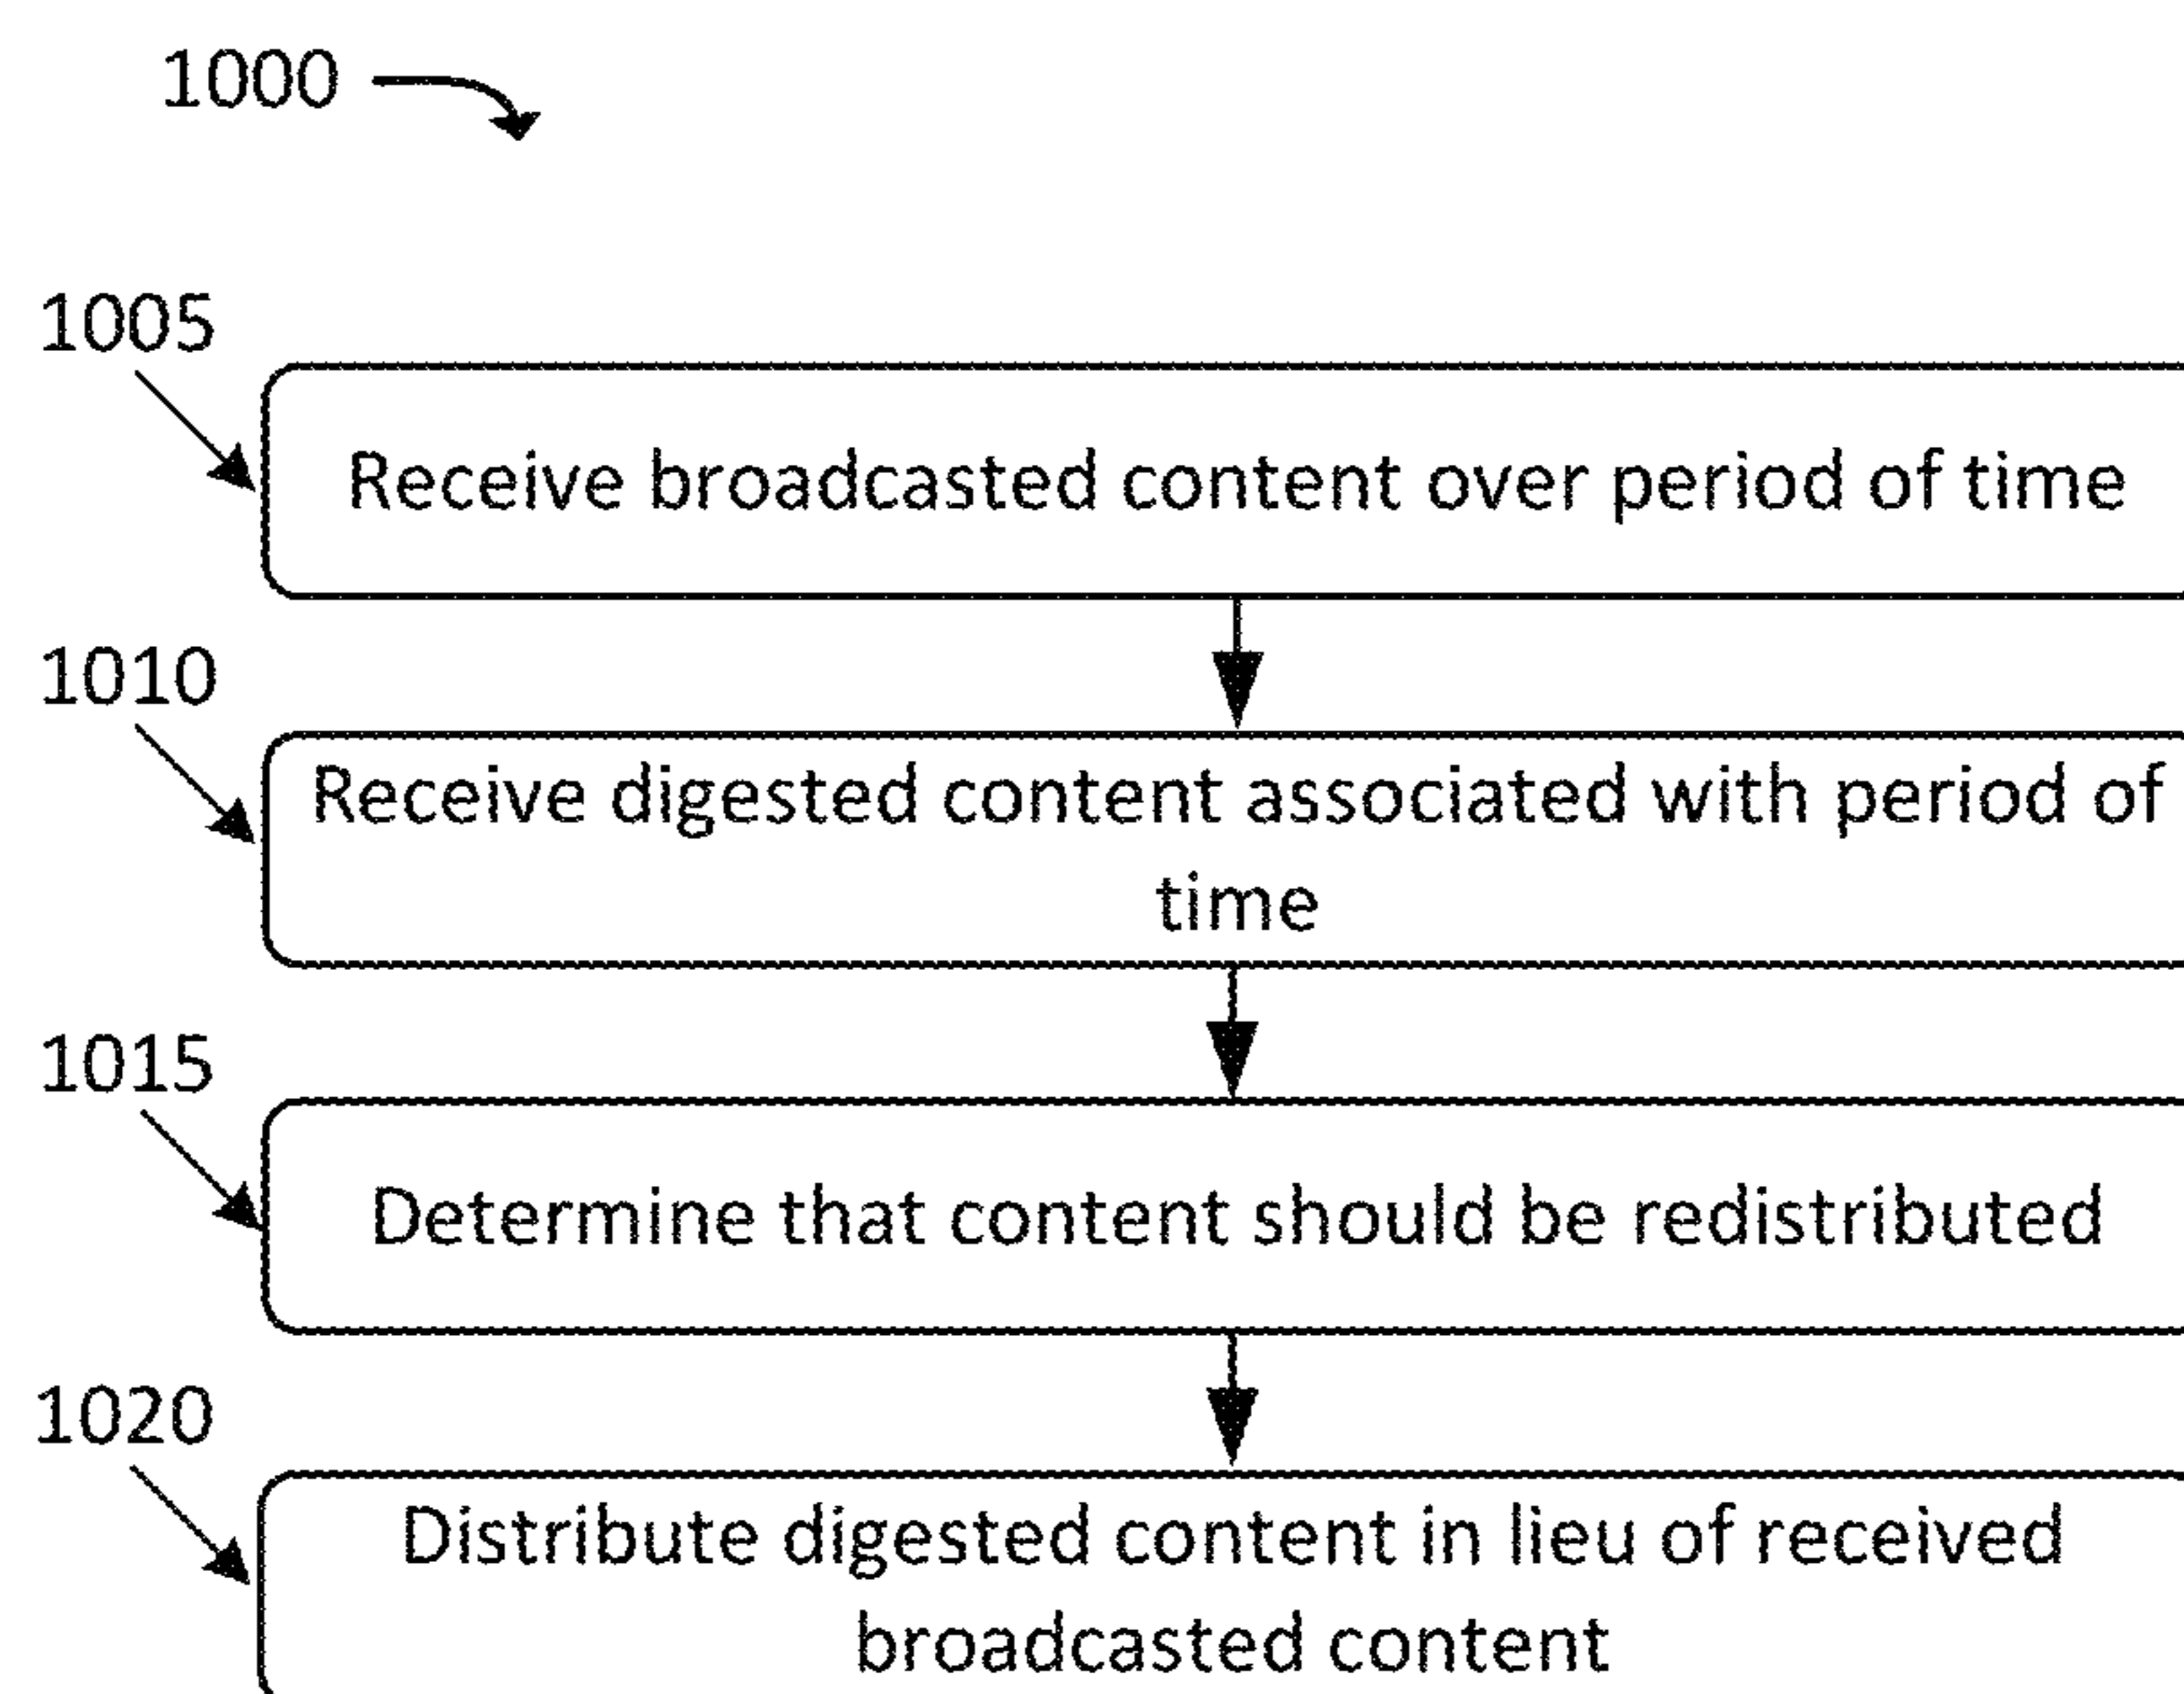 1000
1005
Receive broadcasted content over period of time
1010
Receive digested content associated with period of
time
1015
Determine that content should be redistributed
1020
Distribute digested content in lieu of received
broadcasted content